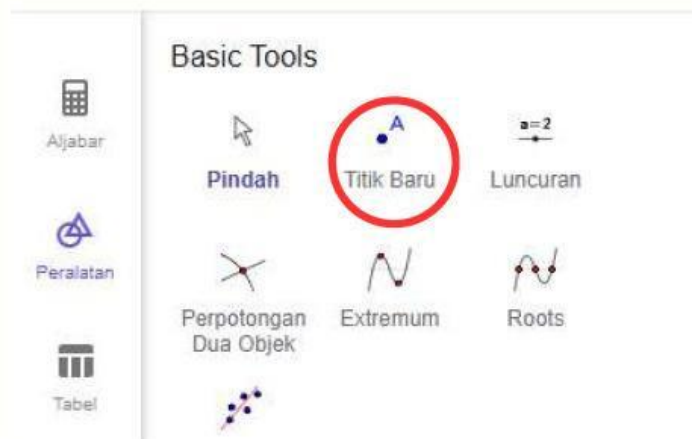 Basic Tools
Aljabar
A
a=2
Pindah
Titik Baru
Luncuran
Peralatan
Perpotongan
Dua Objek
Extremum
Roots
Tabel